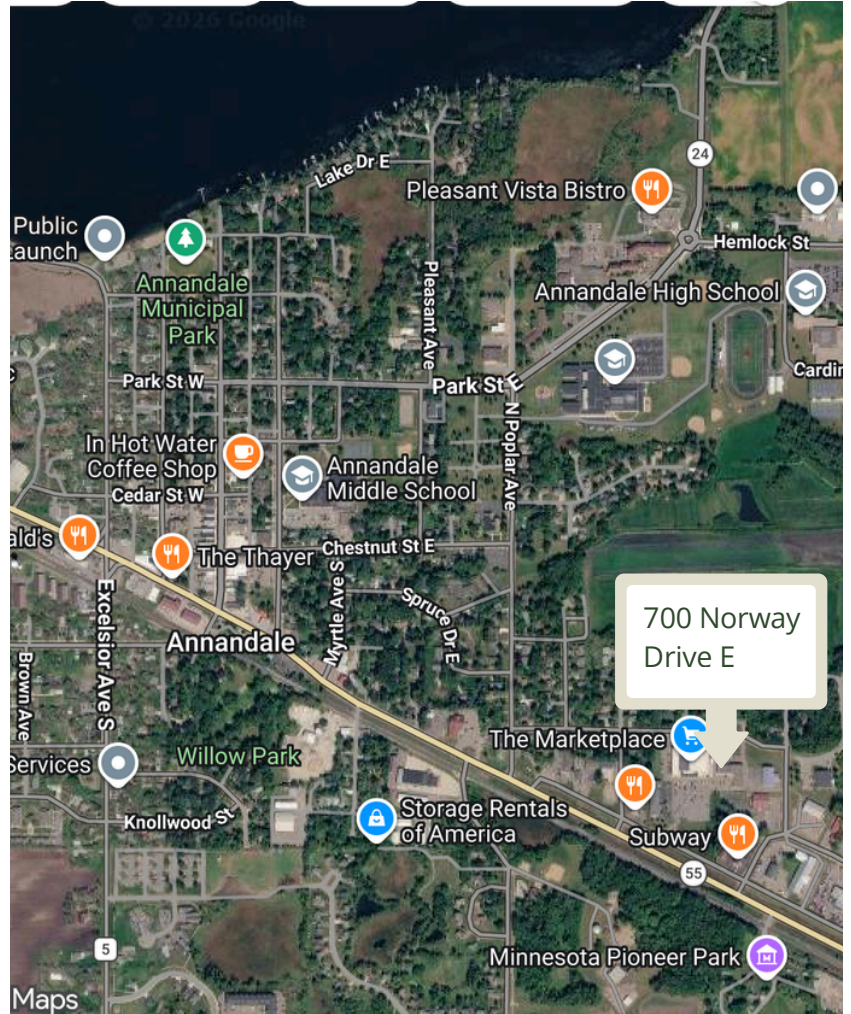 © 2026 Google
Lake Dr E
24
Pleasant Vista Bistro
Public
Launch
Hemlock St
Annandale
Municipal
Park
Pleasant Ave
Annandale High School
Park St W
Park St E
Cardin
N Poplar Ave
In Hot Water
Coffee Shop
Annandale
Middle School
Cedar St W
ald's
The Thayer
Chestnut St E
Excelsior Ave S
Myrtle Ave S
Spruce Dr E
700 Norway
Drive E
Annandale
Brown Ave
The Marketplace
Services
Willow Park
Knollwood St
Storage Rentals
of America
Subway
55
5
Minnesota Pioneer Park
Maps